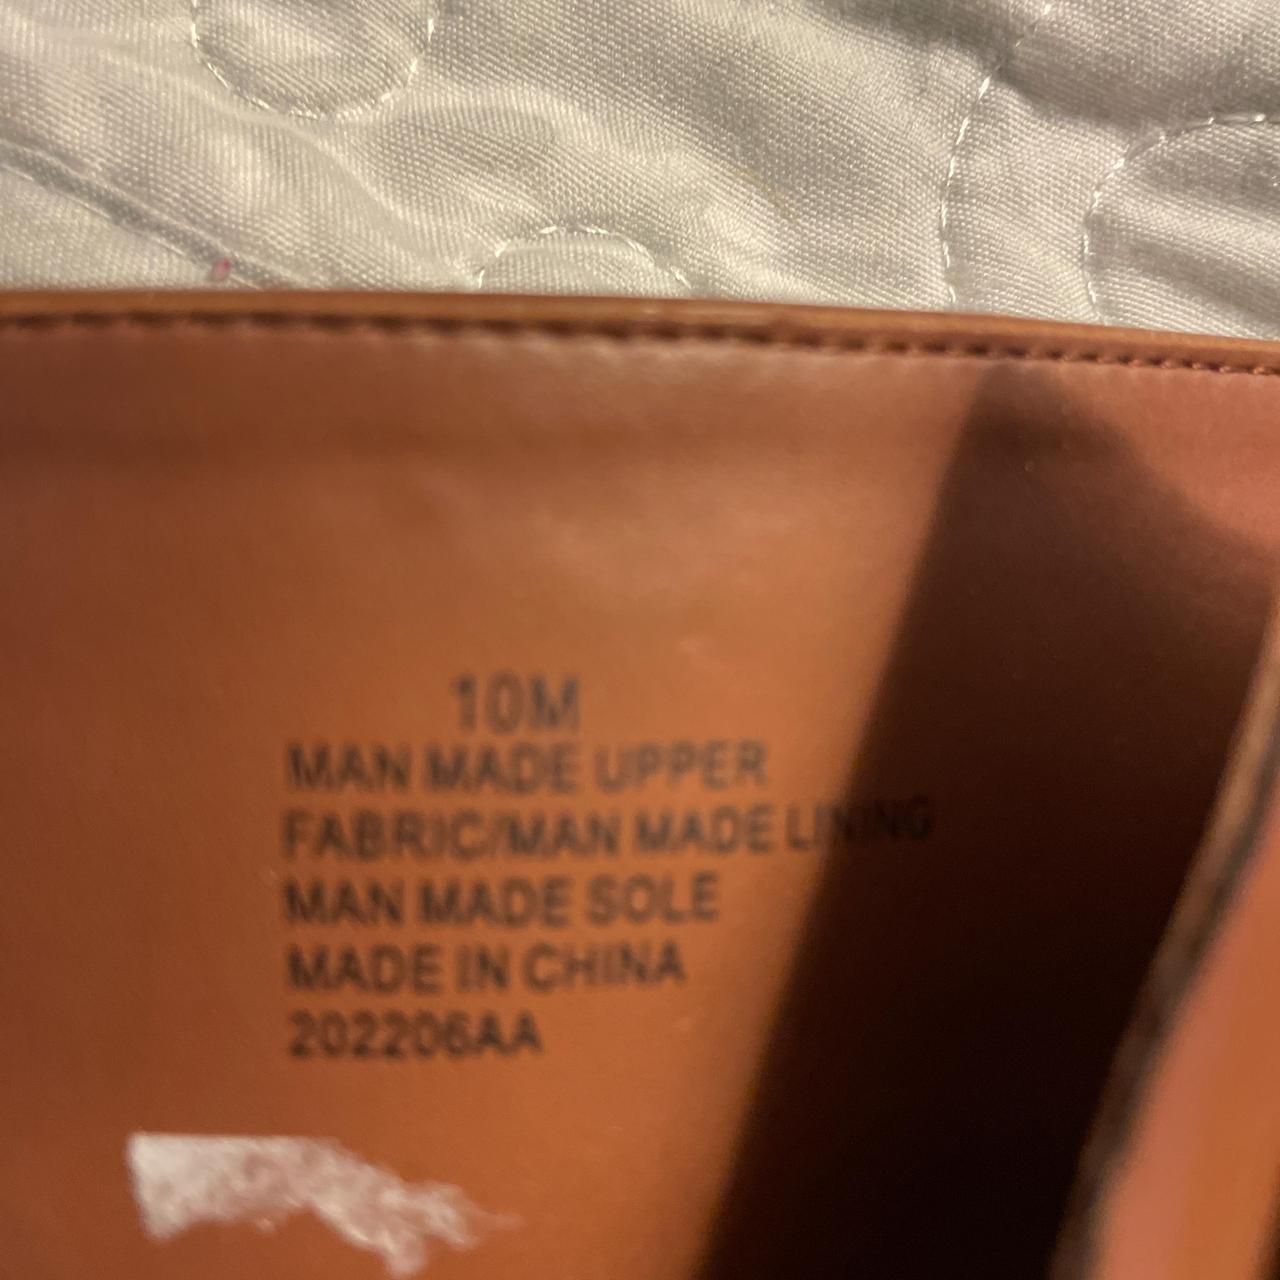 10M
MAN MADE UPPER
FABRIC/MAN MADE LINING
MAN MADE SOLE
MADE IN CHINA
202206AA